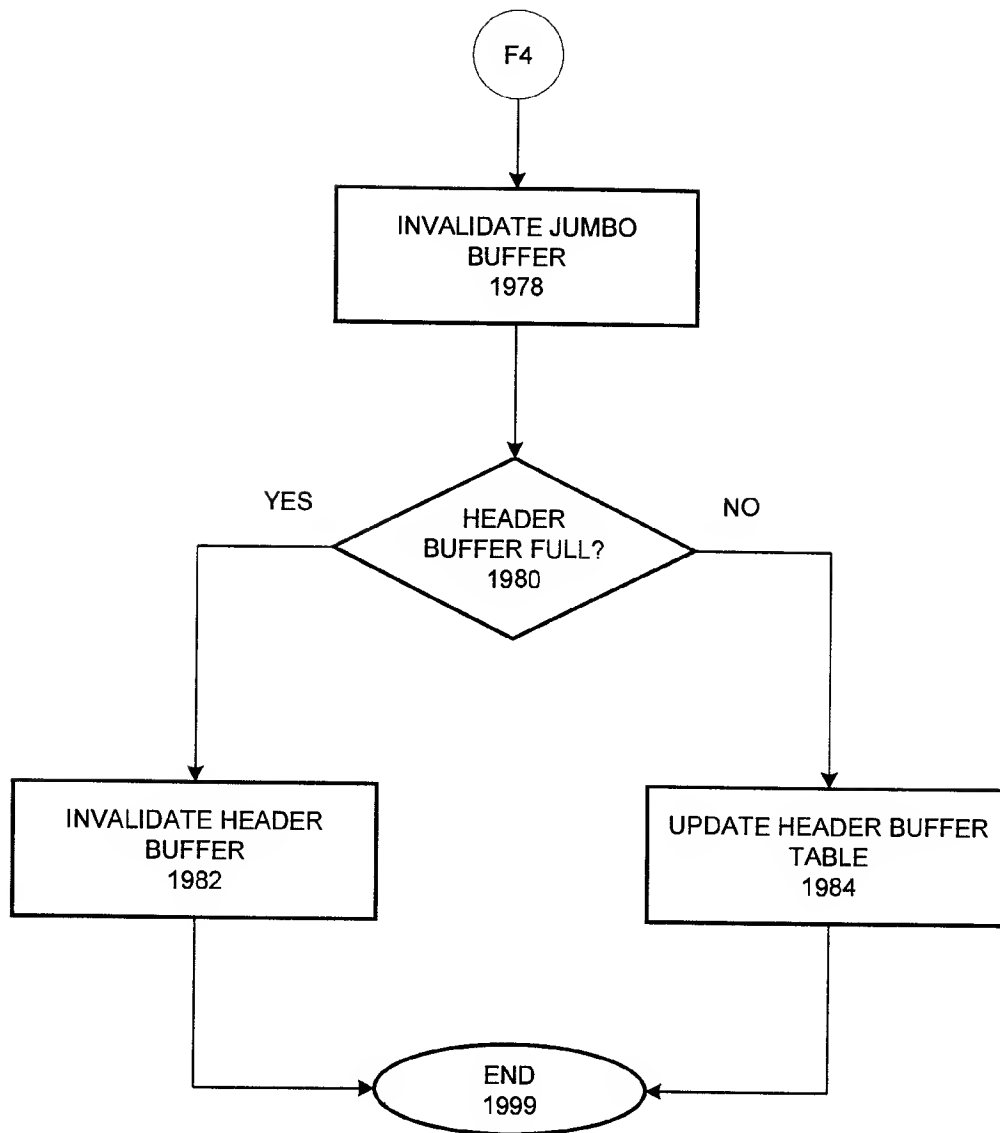 F4
INVALIDATE JUMBO
BUFFER
1978
YES
NO
HEADER
BUFFER FULL?
1980
INVALIDATE HEADER
BUFFER
1982
UPDATE HEADER BUFFER
TABLE
1984
END
1999